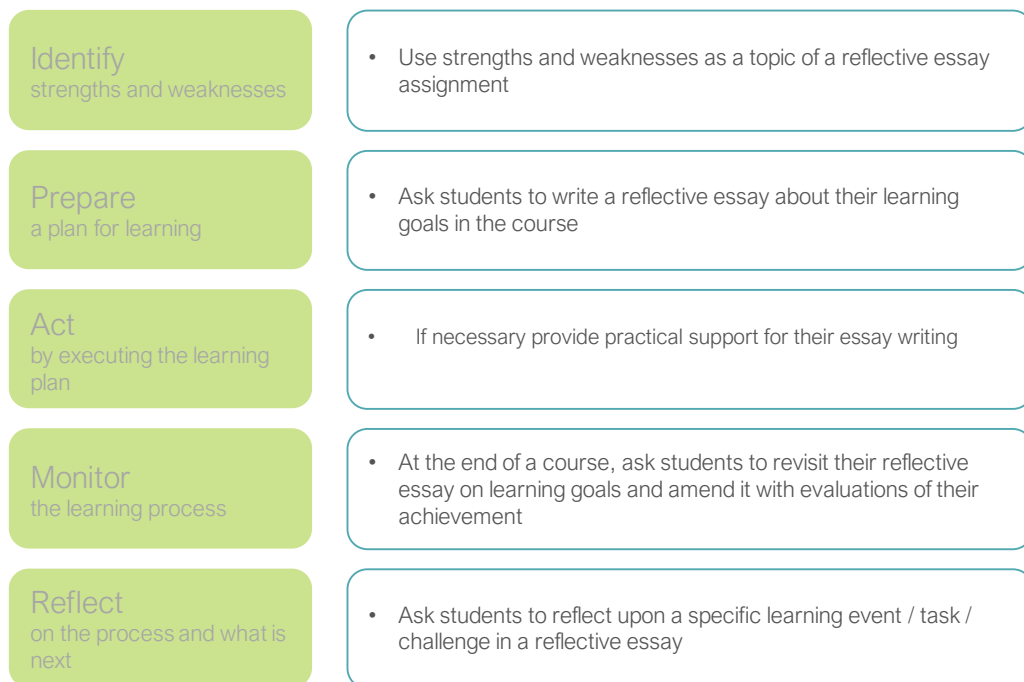 Identify
strengths and weaknesses
• Use strengths and weaknesses as a topic of a reflective essay
assignment
Prepare
a plan for learning
• Ask students to write a reflective essay about their learning
goals in the course
Act
by executing the learning
plan
• If necessary provide practical support for their essay writing
Monitor
the learning process
• At the end of a course, ask students to revisit their reflective
essay on learning goals and amend it with evaluations of their
achievement
Reflect
on the process and what is
next
• Ask students to reflect upon a specific learning event / task /
challenge in a reflective essay